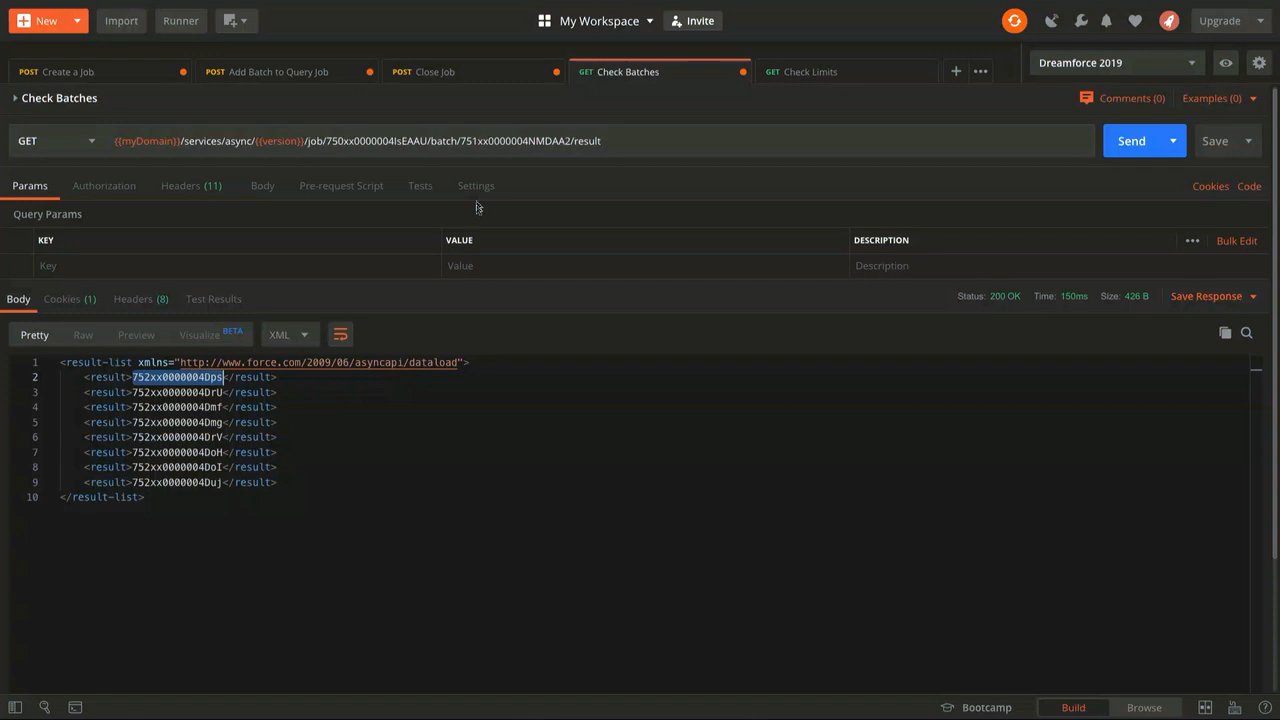 New Import Runner My Workspace Invite Upgrade
POST Create a Job POST Add Batch to Query Job POST Close Job GET Check Batches GET Check Limits Dreamforce 2019
Check Batches Comments (0) Examples (0)
GET {{myDomain}}/services/async/{{version}}/job/750xx0000004IsEAAU/batch/751xx0000004NMDAA2/result Send Save
Params Authorization Headers (11) Body Pre-request Script Tests Settings Cookies Code
Query Params
KEY VALUE DESCRIPTION Bulk Edit
Key Value Description
Body Cookies (1) Headers (8) Test Results Status: 200 OK Time: 150ms Size: 426 B Save Response
Pretty Raw Preview Visualize BETA XML
1 <result-list xmlns="http://www.force.com/2009/06/asyncapi/dataload">
2 <result>752xx0000004Dps</result>
3 <result>752xx0000004DrU</result>
4 <result>752xx0000004Dmf</result>
5 <result>752xx0000004Dmg</result>
6 <result>752xx0000004DrV</result>
7 <result>752xx0000004DoH</result>
8 <result>752xx0000004DoI</result>
9 <result>752xx0000004Duj</result>
10 </result-list>
Bootcamp Build Browse